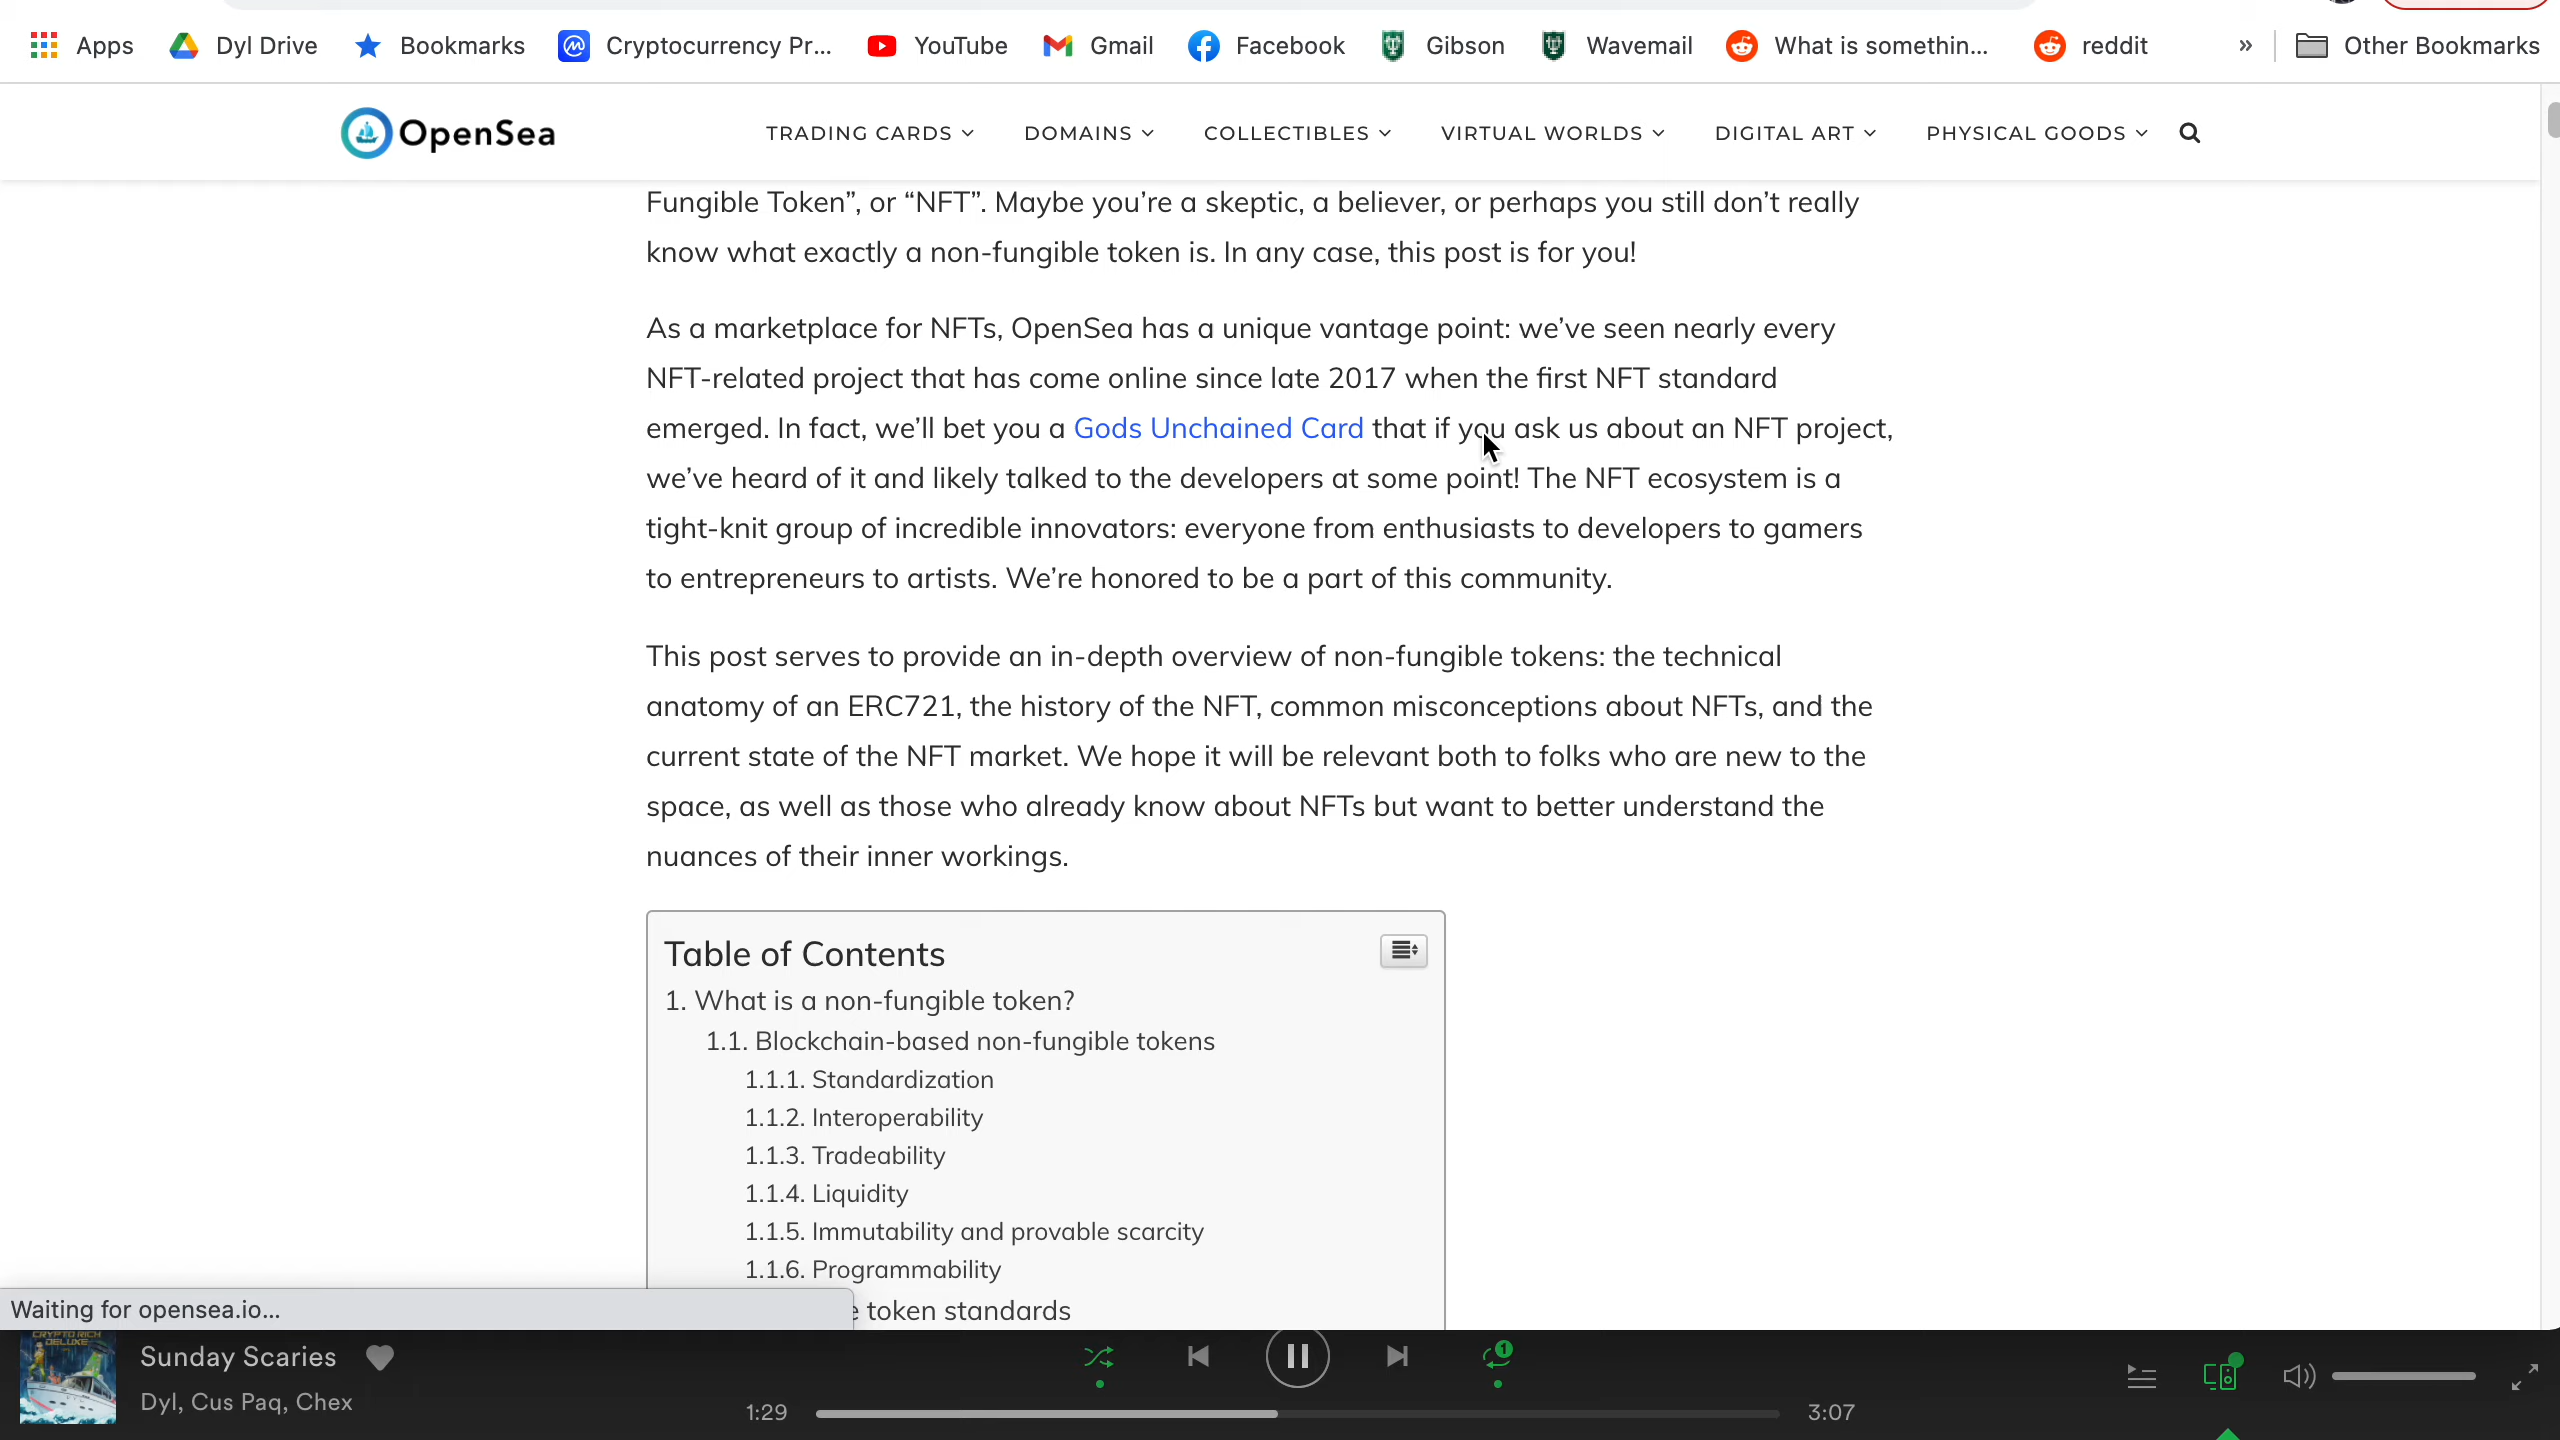 Apps Dyl Drive Bookmarks Cryptocurrency Pr... YouTube Gmail Facebook Gibson Wavemail What is somethin... reddit » Other Bookmarks
OpenSea TRADING CARDS DOMAINS COLLECTIBLES VIRTUAL WORLDS DIGITAL ART PHYSICAL GOODS
Fungible Token”, or “NFT”. Maybe you’re a skeptic, a believer, or perhaps you still don’t really
know what exactly a non-fungible token is. In any case, this post is for you!
As a marketplace for NFTs, OpenSea has a unique vantage point: we’ve seen nearly every
NFT-related project that has come online since late 2017 when the first NFT standard
emerged. In fact, we’ll bet you a Gods Unchained Card that if you ask us about an NFT project,
we’ve heard of it and likely talked to the developers at some point! The NFT ecosystem is a
tight-knit group of incredible innovators: everyone from enthusiasts to developers to gamers
to entrepreneurs to artists. We’re honored to be a part of this community.
This post serves to provide an in-depth overview of non-fungible tokens: the technical
anatomy of an ERC721, the history of the NFT, common misconceptions about NFTs, and the
current state of the NFT market. We hope it will be relevant both to folks who are new to the
space, as well as those who already know about NFTs but want to better understand the
nuances of their inner workings.
Table of Contents
1. What is a non-fungible token?
1.1. Blockchain-based non-fungible tokens
1.1.1. Standardization
1.1.2. Interoperability
1.1.3. Tradeability
1.1.4. Liquidity
1.1.5. Immutability and provable scarcity
1.1.6. Programmability
e token standards
Waiting for opensea.io...
CRYPTO RICH
DELUXE
Sunday Scaries
Dyl, Cus Paq, Chex
1
1:29 3:07